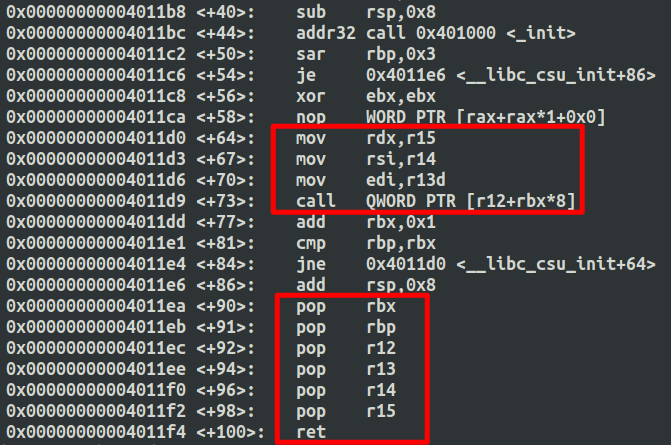 0x00000000004011b8 <+40>: sub rsp,0x8
0x00000000004011bc <+44>: addr32 call 0x401000 <_init>
0x00000000004011c2 <+50>: sar rbp,0x3
0x00000000004011c6 <+54>: je 0x4011e6 <__libc_csu_init+86>
0x00000000004011c8 <+56>: xor ebx,ebx
0x00000000004011ca <+58>: nop WORD PTR [rax+rax*1+0x0]
0x00000000004011d0 <+64>: mov rdx,r15
0x00000000004011d3 <+67>: mov rsi,r14
0x00000000004011d6 <+70>: mov edi,r13d
0x00000000004011d9 <+73>: call QWORD PTR [r12+rbx*8]
0x00000000004011dd <+77>: add rbx,0x1
0x00000000004011e1 <+81>: cmp rbp,rbx
0x00000000004011e4 <+84>: jne 0x4011d0 <__libc_csu_init+64>
0x00000000004011e6 <+86>: add rsp,0x8
0x00000000004011ea <+90>: pop rbx
0x00000000004011eb <+91>: pop rbp
0x00000000004011ec <+92>: pop r12
0x00000000004011ee <+94>: pop r13
0x00000000004011f0 <+96>: pop r14
0x00000000004011f2 <+98>: pop r15
0x00000000004011f4 <+100>: ret